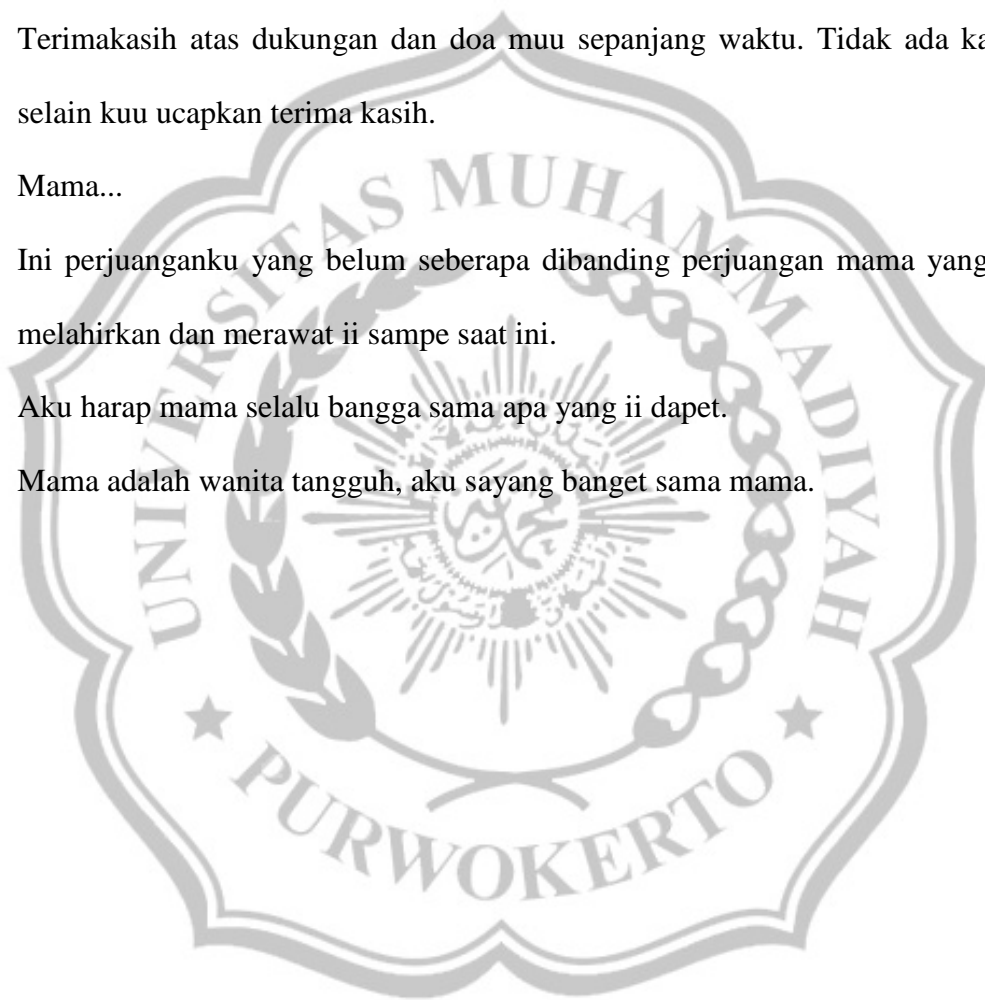 Terimakasih atas dukungan dan doa muu sepanjang waktu. Tidak ada ka
selain kuu ucapkan terima kasih.
Mama...
Ini perjuanganku yang belum seberapa dibanding perjuangan mama yang
melahirkan dan merawat ii sampe saat ini.
Aku harap mama selalu bangga sama apa yang ii dapet.
Mama adalah wanita tangguh, aku sayang banget sama mama.
UNIVERSITAS MUHAMMADIYAH
PURWOKERTO